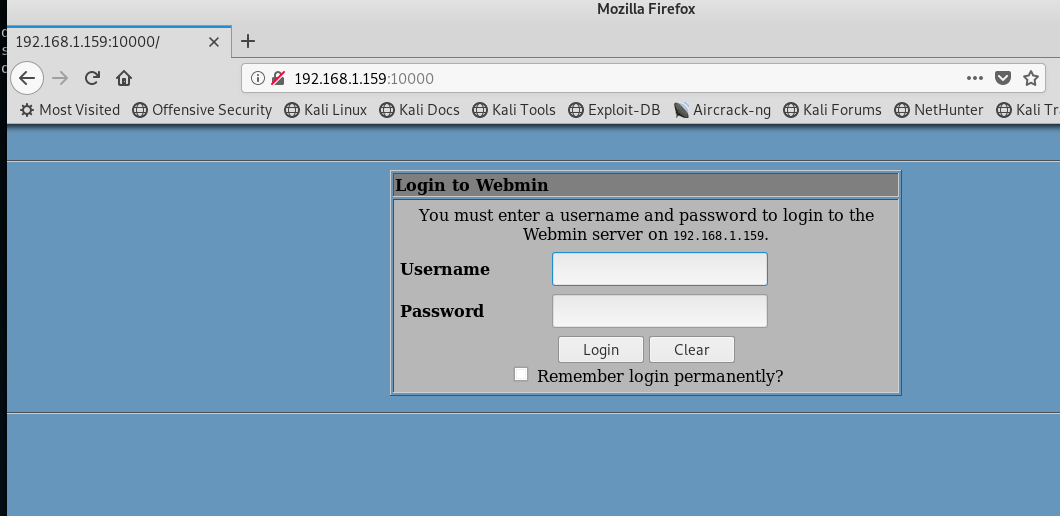 Mozilla Firefox
192.168.1.159:10000/
192.168.1.159:10000
Most Visited Offensive Security Kali Linux Kali Docs Kali Tools Exploit-DB Aircrack-ng Kali Forums NetHunter Kali Tr
Login to Webmin
You must enter a username and password to login to the
Webmin server on 192.168.1.159.
Username
Password
Login Clear
Remember login permanently?